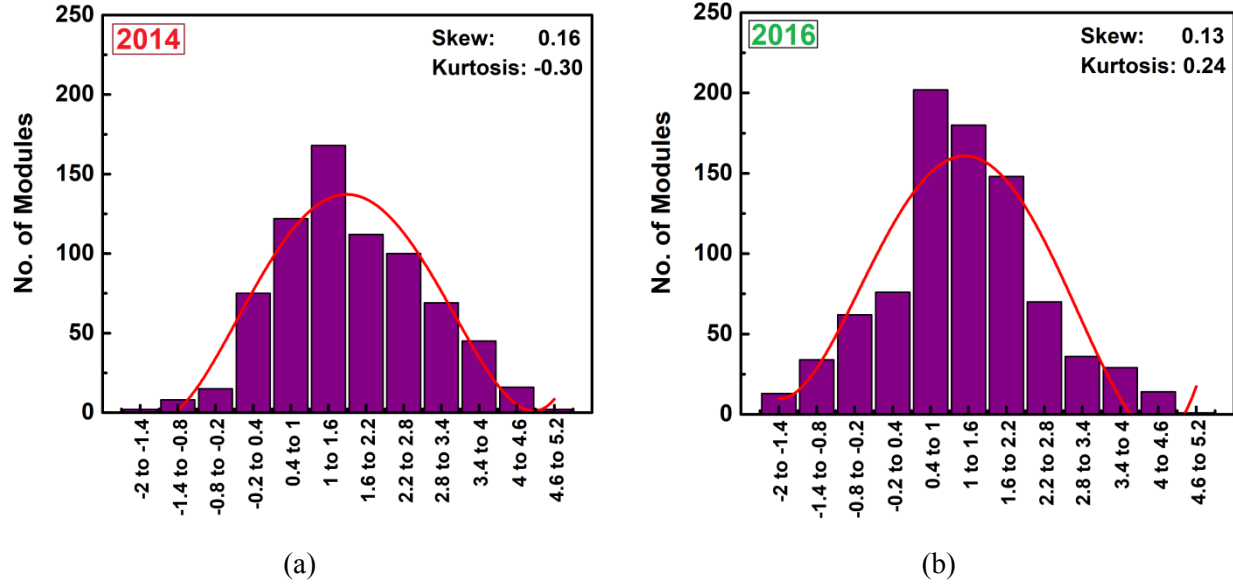 2014
Skew: 0.16
Kurtosis: -0.30
No. of Modules
250
200
150
100
50
0
-2 to -1.4
-1.4 to -0.8
-0.8 to -0.2
-0.2 to 0.4
0.4 to 1
1 to 1.6
1.6 to 2.2
2.2 to 2.8
2.8 to 3.4
3.4 to 4
4 to 4.6
4.6 to 5.2
(a)
2016
Skew: 0.13
Kurtosis: 0.24
No. of Modules
250
200
150
100
50
0
-2 to -1.4
-1.4 to -0.8
-0.8 to -0.2
-0.2 to 0.4
0.4 to 1
1 to 1.6
1.6 to 2.2
2.2 to 2.8
2.8 to 3.4
3.4 to 4
4 to 4.6
4.6 to 5.2
(b)